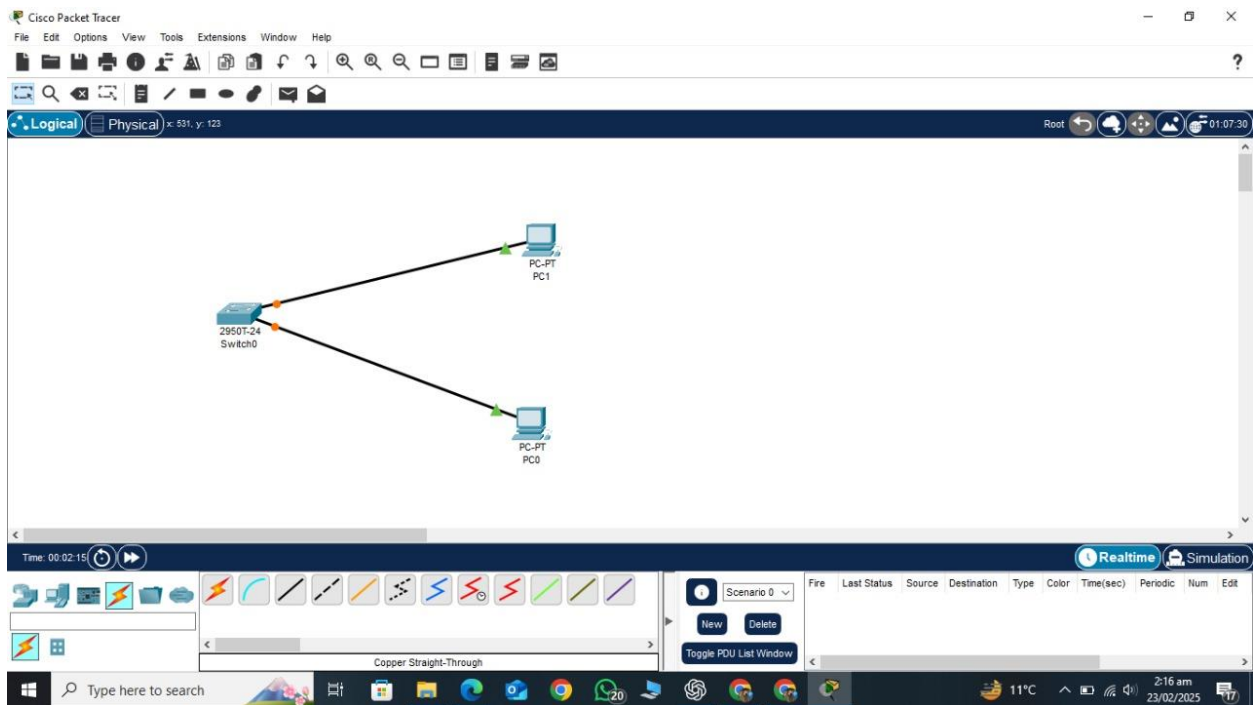 Cisco Packet Tracer
File Edit Options View Tools Extensions Window Help
?
Logical Physical x: 531, y: 123 Root 01:07:30
PC-PT
PC1
2950T-24
Switch0
PC-PT
PC0
Time: 00:02:15 Realtime Simulation
Scenario 0 Fire Last Status Source Destination Type Color Time(sec) Periodic Num Edit
New Delete
Toggle PDU List Window
Copper Straight-Through
Type here to search 20 11°C 2:16 am
23/02/2025 17